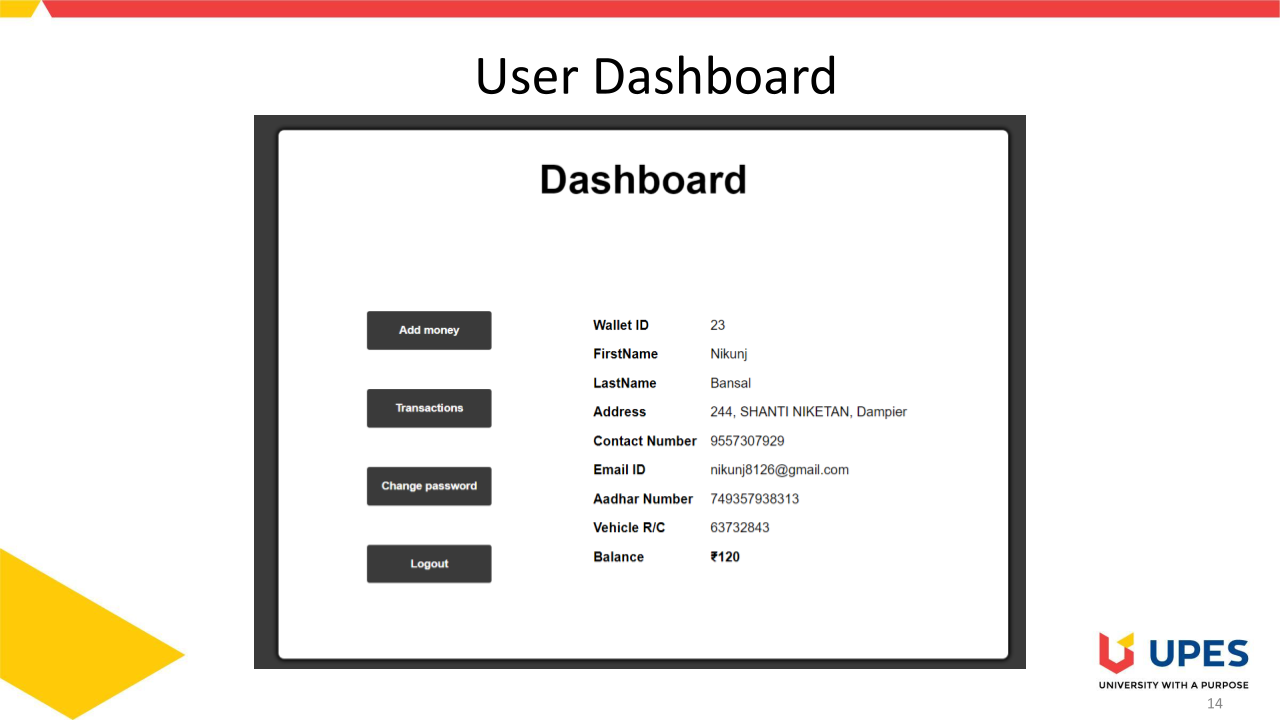 User Dashboard
Dashboard
Add money
Transactions
Change password
Logout
Wallet ID 23
FirstName Nikunj
LastName Bansal
Address 244, SHANTI NIKETAN, Dampier
Contact Number 9557307929
Email ID nikunj8126@gmail.com
Aadhar Number 749357938313
Vehicle R/C 63732843
Balance ₹120
UPES
UNIVERSITY WITH A PURPOSE
14